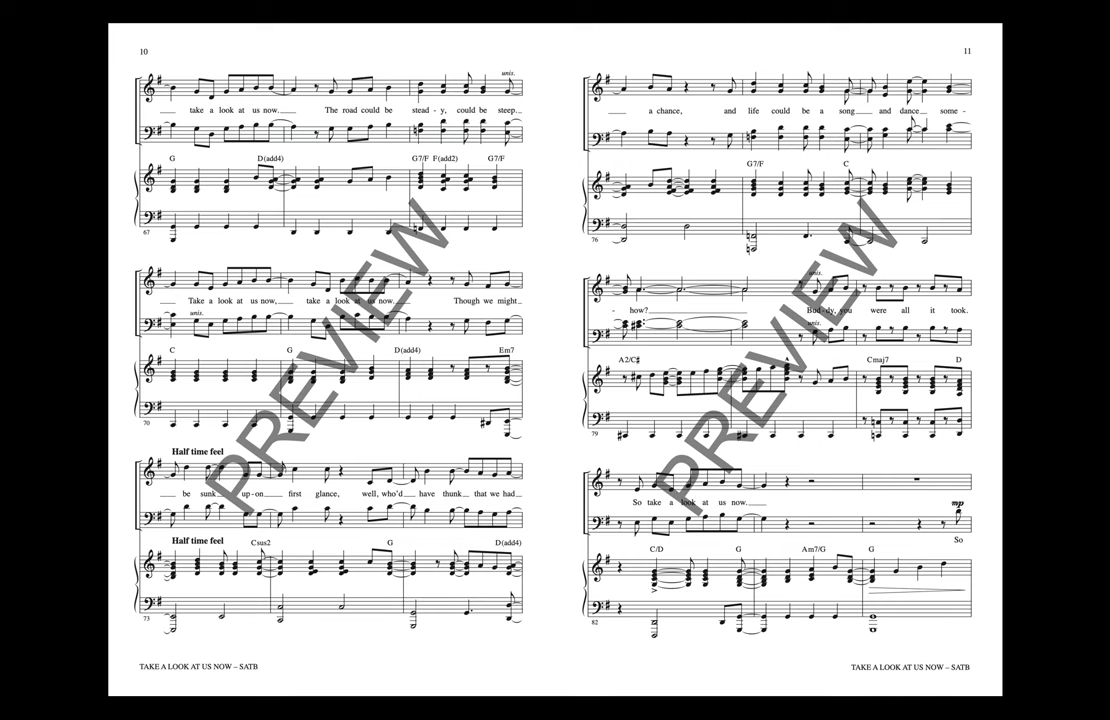 10
unis.
take a look at us now. The road could be stead - y, could be steep.
G D(add4) G7/F F(add2) G7/F
67
Take a look at us now, take a look at us now. Though we might
unis.
C G D(add4) Em7
70
Half time feel
be sunk up - on first glance, well, who'd have thunk that we had
Half time feel
Csus2 G D(add4)
73
TAKE A LOOK AT US NOW – SATB
11
a chance, and life could be a song and dance some -
G7/F C
76
unis.
- how? Bud - dy, you were all it took.
unis.
A2/C♯ A Cmaj7 D
79
So take a look at us now.
mp
So
C/D G Am7/G G
82
TAKE A LOOK AT US NOW – SATB
PREVIEW
PREVIEW